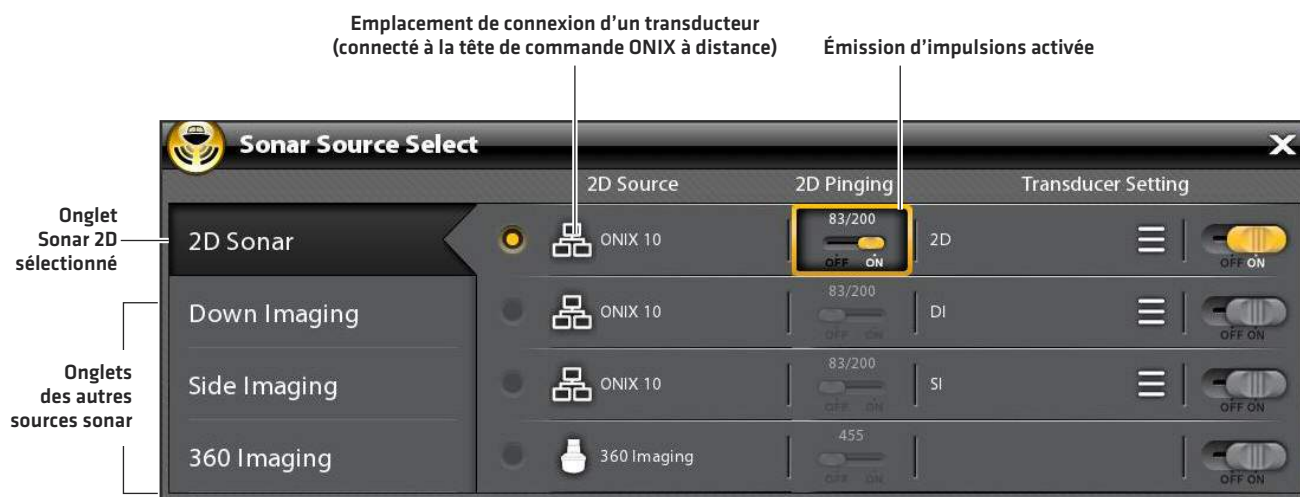 Emplacement de connexion d’un transducteur
(connecté à la tête de commande ONIX à distance)
Émission d’impulsions activée
Sonar Source Select
X
2D Source
2D Pinging
Transducer Setting
Onglet
Sonar 2D
sélectionné
2D Sonar
ONIX 10
83/200
OFF ON
2D
OFF ON
Onglets
des autres
sources sonar
Down Imaging
ONIX 10
83/200
OFF ON
DI
OFF ON
Side Imaging
ONIX 10
83/200
OFF ON
SI
OFF ON
360 Imaging
360 Imaging
455
OFF ON
OFF ON